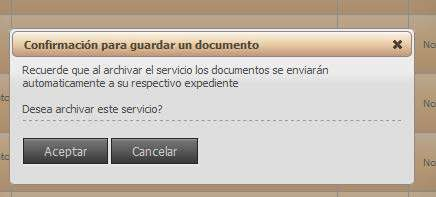 Confirmación para guardar un documento
Recuerde que al archivar el servicio los documentos se enviarán
automaticamente a su respectivo expediente
Desea archivar este servicio?
Aceptar
Cancelar